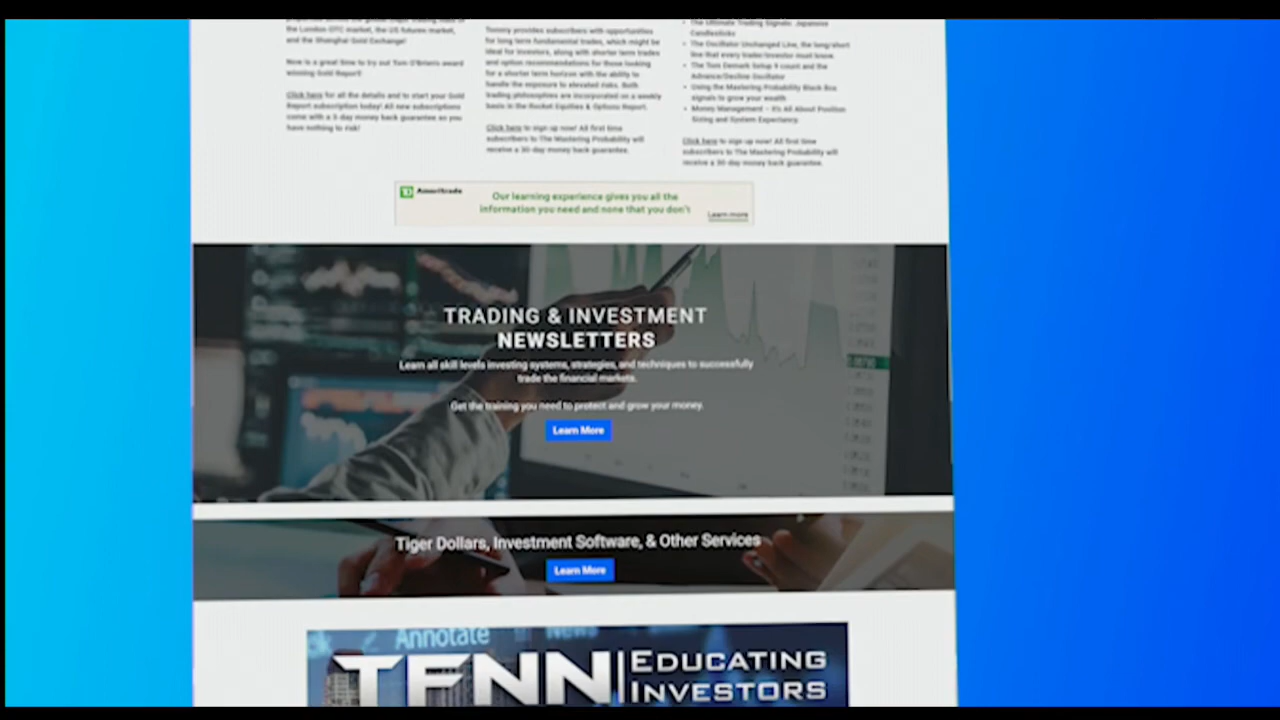 the London OTC market, the US futures market,
and the Shanghai Gold Exchange!
Now is a great time to try out Tom O'Brien's award
winning Gold Report!
Click here for all the details and to start your Gold
Report subscription today! All new subscriptions
come with a 3-day money back guarantee so you
have nothing to risk!
Tommy provides subscribers with opportunities
for long term fundamental trades, which might be
ideal for investors, along with shorter term trades
and option recommendations for those looking
for a shorter term horizon with the ability to
handle the exposure to elevated risks. Both
trading philosophies are incorporated on a weekly
basis in the Rocket Equities & Options Report.
Click here to sign up now! All first time
subscribers to The Mastering Probability will
receive a 30-day money back guarantee.
• The Ultimate Trading Signals: Japanese
Candlesticks
• The Oscillator Unchanged Line, the long/short
line that every trader/investor must know.
• The Tom Demark Setup 9 count and the
Advance/Decline Oscillator
• Using the Mastering Probability Black Box
signals to grow your wealth
• Money Management - It's All About Position
Sizing and System Expectancy.
Click here to sign up now! All first time
subscribers to The Mastering Probability will
receive a 30-day money back guarantee.
TD Ameritrade
Our learning experience gives you all the
information you need and none that you don't
Learn more
TRADING & INVESTMENT
NEWSLETTERS
Learn all skill levels investing systems, strategies, and techniques to successfully
trade the financial markets.
Get the training you need to protect and grow your money.
Learn More
Tiger Dollars, Investment Software, & Other Services
Learn More
Annotate News
TFNN EDUCATING
INVESTORS